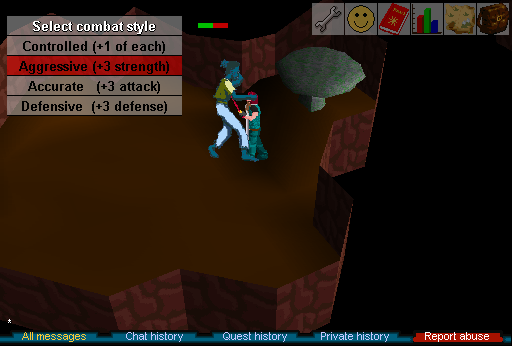 Select combat style
Controlled (+1 of each)
Aggressive (+3 strength)
Accurate (+3 attack)
Defensive (+3 defense)
*
All messages
Chat history
Quest history
Private history
Report abuse